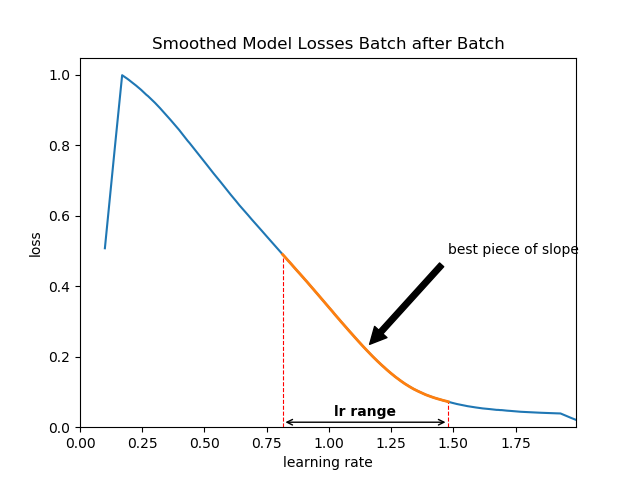 Smoothed Model Losses Batch after Batch
1.0
0.8
0.6
0.4
0.2
0.0
loss
best piece of slope
lr range
0.00 0.25 0.50 0.75 1.00 1.25 1.50 1.75
learning rate